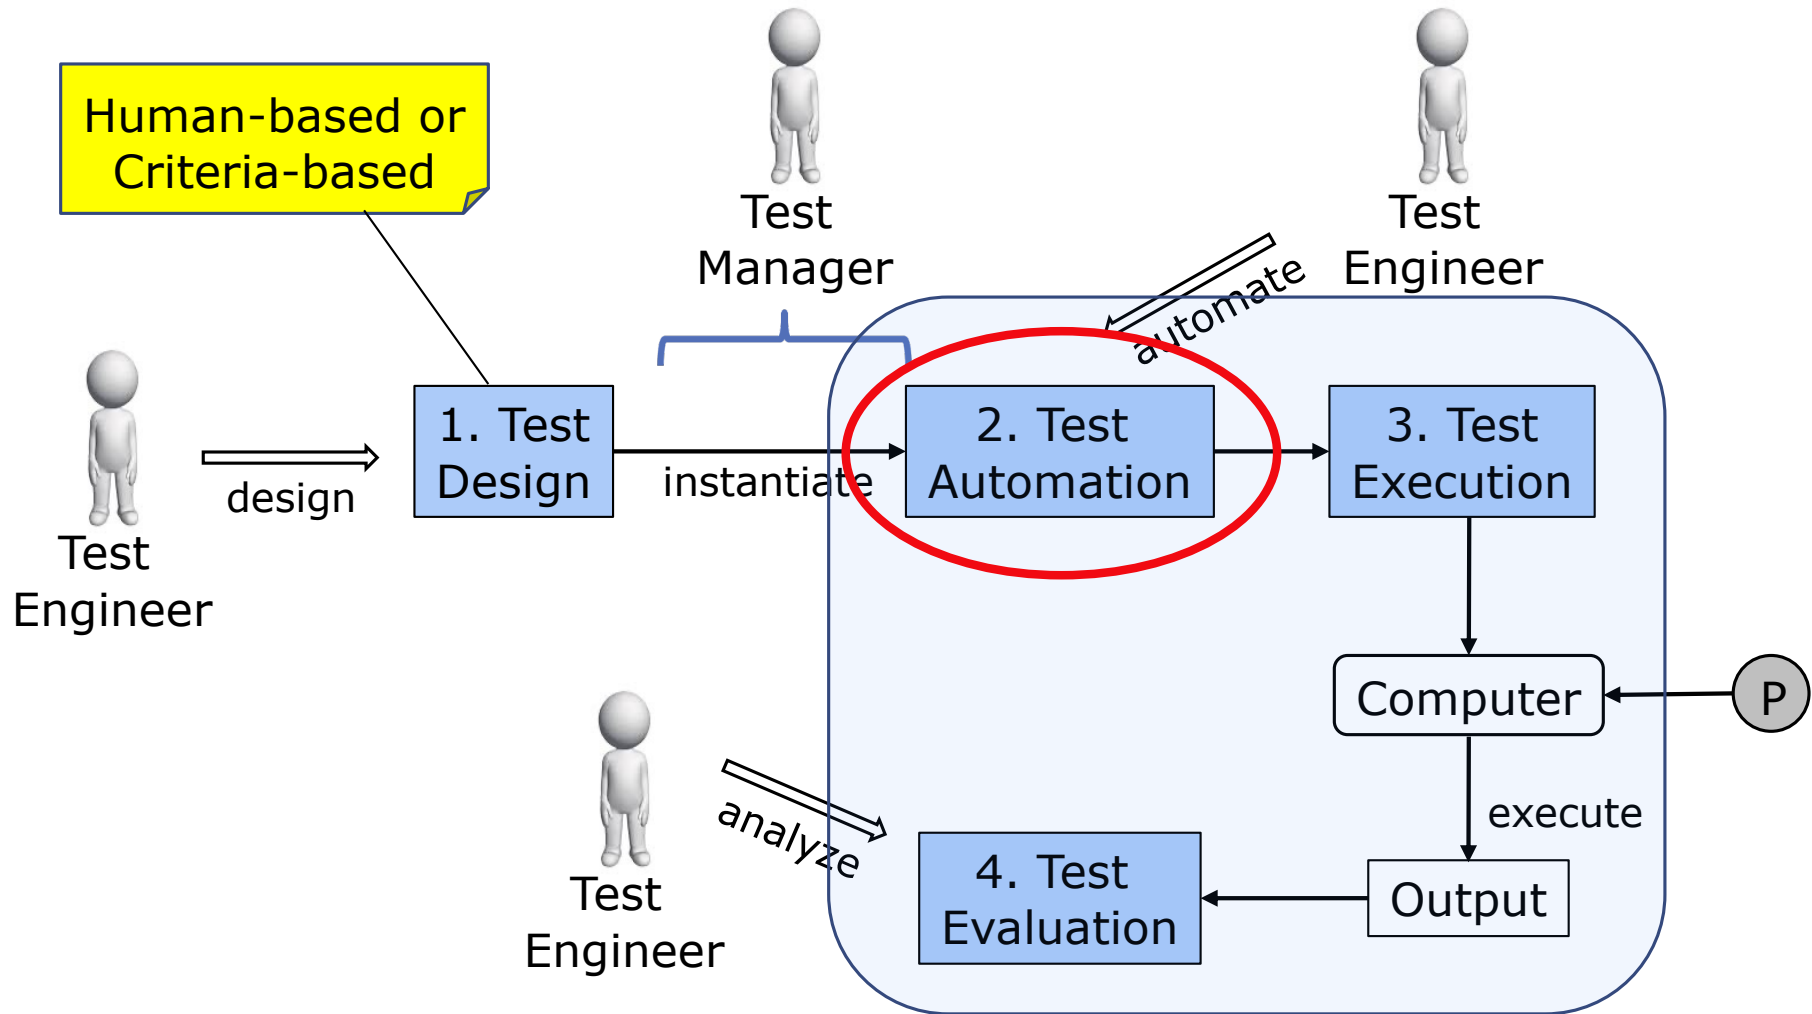 Human-based or
Criteria-based
Test
Manager
Test
Engineer
automate
Test
Engineer
design
1. Test
Design
instantiate
2. Test
Automation
3. Test
Execution
Computer
P
execute
Output
4. Test
Evaluation
analyze
Test
Engineer